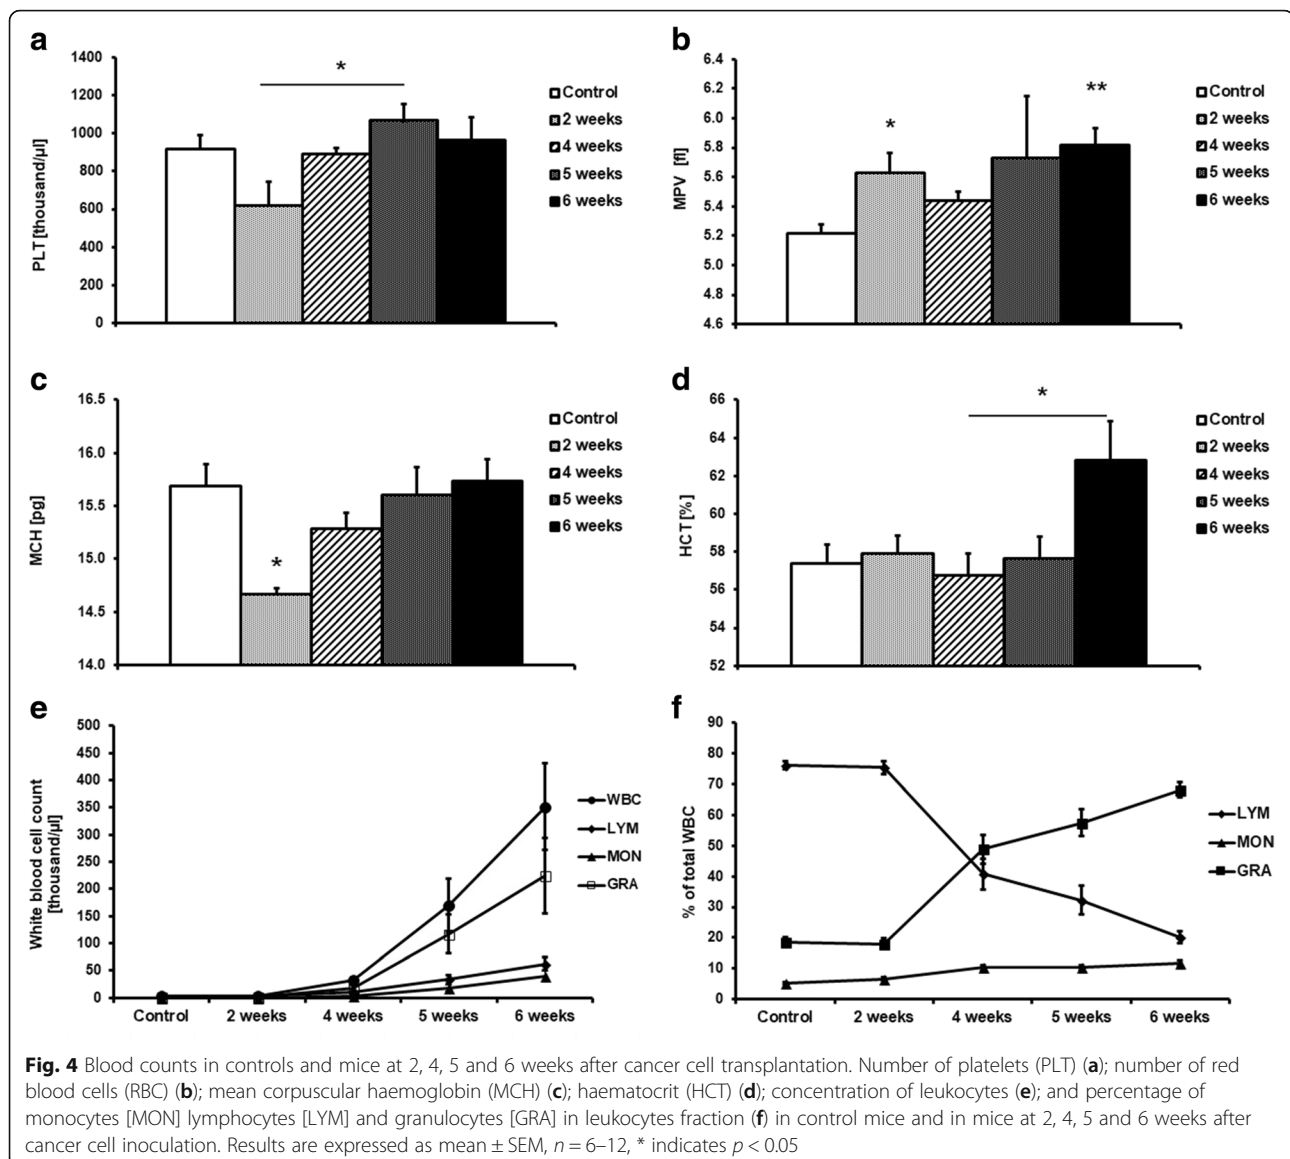 a
PLT [thousand/µl]
1400
1200
1000
800
600
400
200
0
*
Control
2 weeks
4 weeks
5 weeks
6 weeks
b
MPV [fl]
6.4
6.2
6.0
5.8
5.6
5.4
5.2
5.0
4.8
4.6
*
**
Control
2 weeks
4 weeks
5 weeks
6 weeks
c
MCH [pg]
16.5
16.0
15.5
15.0
14.5
14.0
*
Control
2 weeks
4 weeks
5 weeks
6 weeks
d
HCT [%]
66
64
62
60
58
56
54
52
*
Control
2 weeks
4 weeks
5 weeks
6 weeks
e
White blood cell count
[thousand/µl]
500
450
400
350
300
250
200
150
100
50
0
Control 2 weeks 4 weeks 5 weeks 6 weeks
WBC
LYM
MON
GRA
f
% of total WBC
90
80
70
60
50
40
30
20
10
0
Control 2 weeks 4 weeks 5 weeks 6 weeks
LYM
MON
GRA
Fig. 4 Blood counts in controls and mice at 2, 4, 5 and 6 weeks after cancer cell transplantation. Number of platelets (PLT) (a); number of red
blood cells (RBC) (b); mean corpuscular haemoglobin (MCH) (c); haematocrit (HCT) (d); concentration of leukocytes (e); and percentage of
monocytes [MON] lymphocytes [LYM] and granulocytes [GRA] in leukocytes fraction (f) in control mice and in mice at 2, 4, 5 and 6 weeks after
cancer cell inoculation. Results are expressed as mean ± SEM, n = 6–12, * indicates p < 0.05